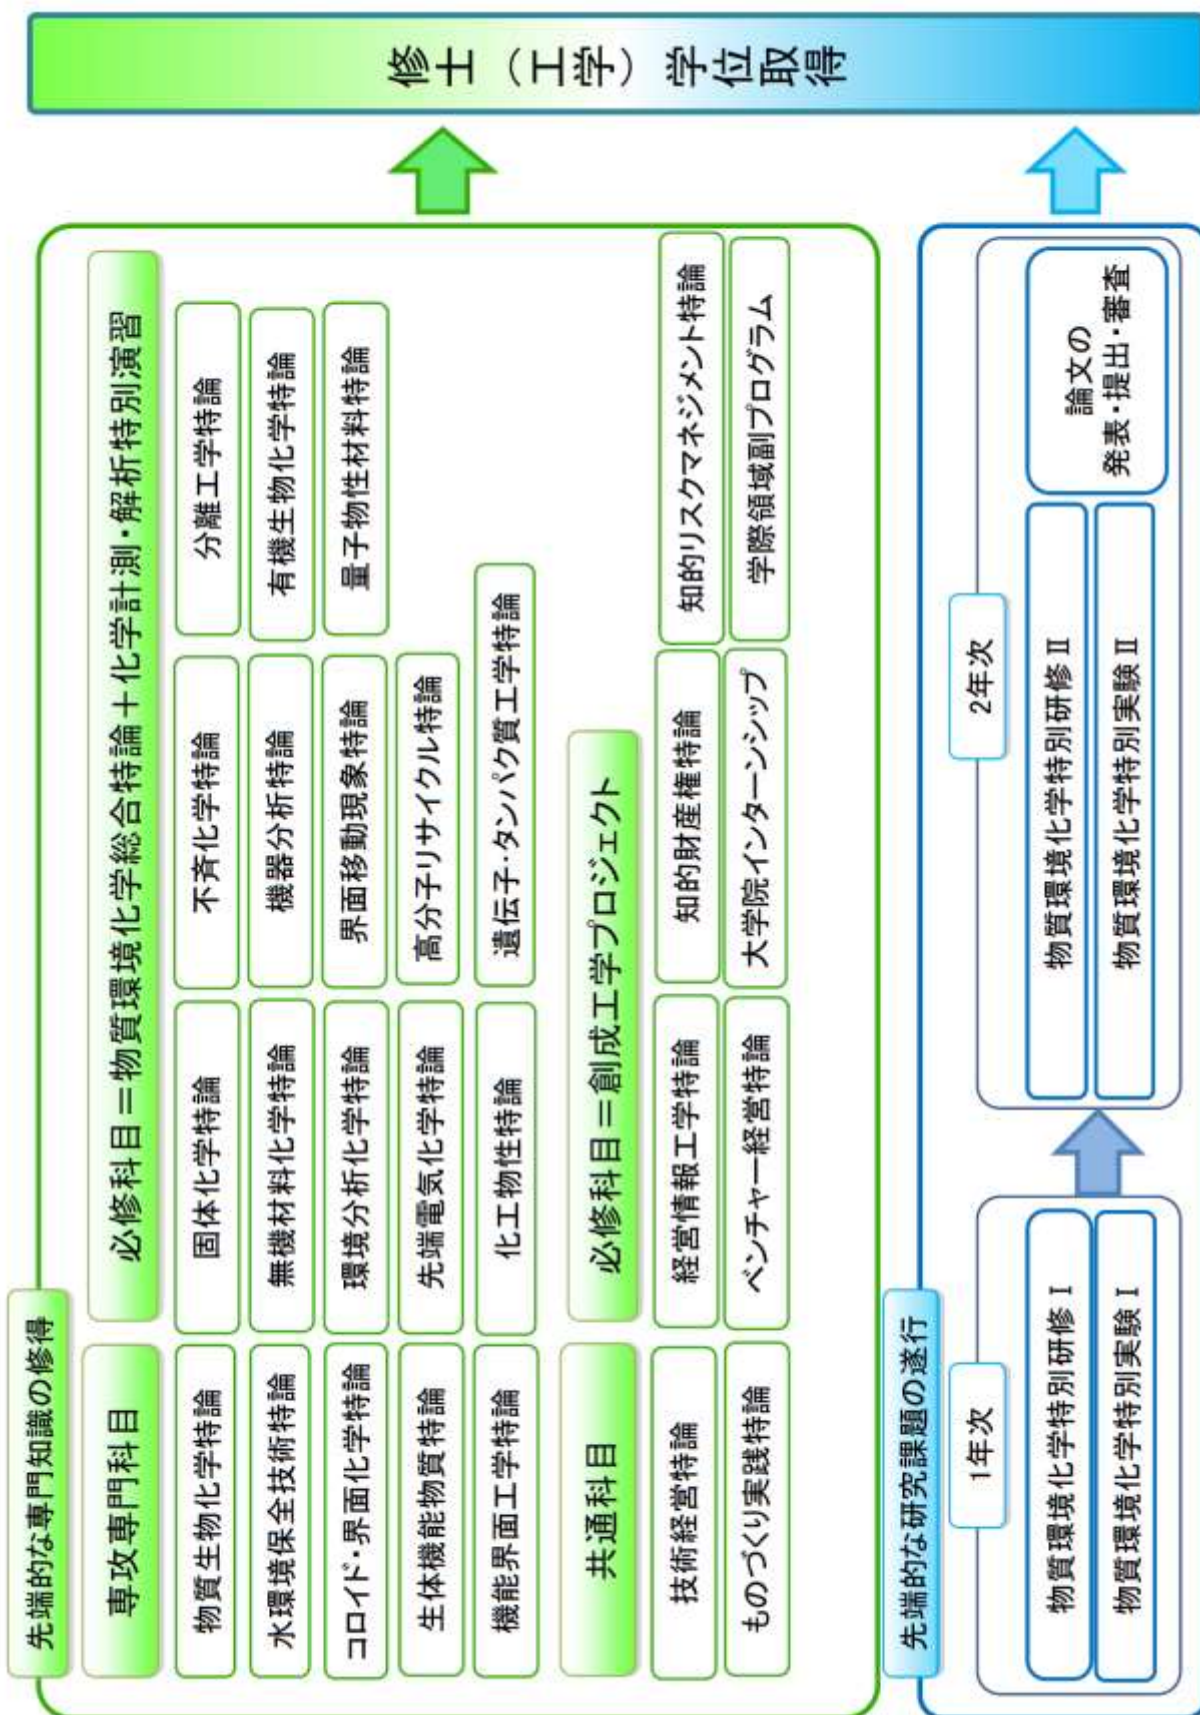 先端的な専門知識の修得
専攻専門科目
必修科目＝物質環境化学総合特論＋化学計測・解析特別演習
物質生物化学特論
固体化学特論
不斉化学特論
分離工学特論
水環境保全技術特論
無機材料化学特論
機器分析特論
有機生物化学特論
コロイド・界面化学特論
環境分析化学特論
界面移動現象特論
量子物性材料特論
生体機能物質特論
先端電気化学特論
高分子リサイクル特論
機能界面工学特論
化工物性特論
遺伝子・タンパク質工学特論
共通科目
必修科目＝創成工学プロジェクト
技術経営特論
経営情報工学特論
知的財産権特論
知的リスクマネジメント特論
ものづくり実践特論
ベンチャー経営特論
大学院インターンシップ
学際領域副プログラム
先端的な研究課題の遂行
1年次
物質環境化学特別研修Ⅰ
物質環境化学特別実験Ⅰ
2年次
物質環境化学特別研修Ⅱ
物質環境化学特別実験Ⅱ
論文の
発表・提出・審査
修士（工学）学位取得